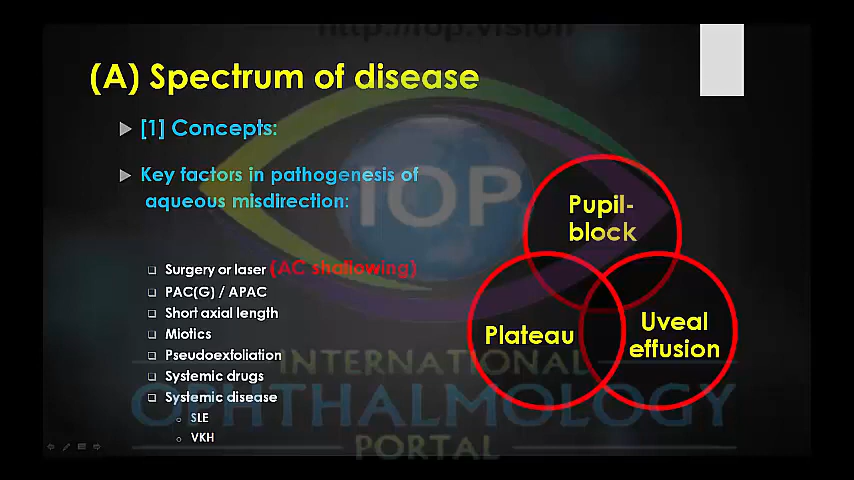 http://iop.vision
(A) Spectrum of disease
[1] Concepts:
Key factors in pathogenesis of
aqueous misdirection:
Surgery or laser (AC shallowing)
PAC(G) / APAC
Short axial length
Miotics
Pseudoexfoliation
Systemic drugs
Systemic disease
SLE
VKH
Pupil-
block
Plateau
Uveal
effusion
IOP
INTERNATIONAL
OPHTHALMOLOGY
PORTAL